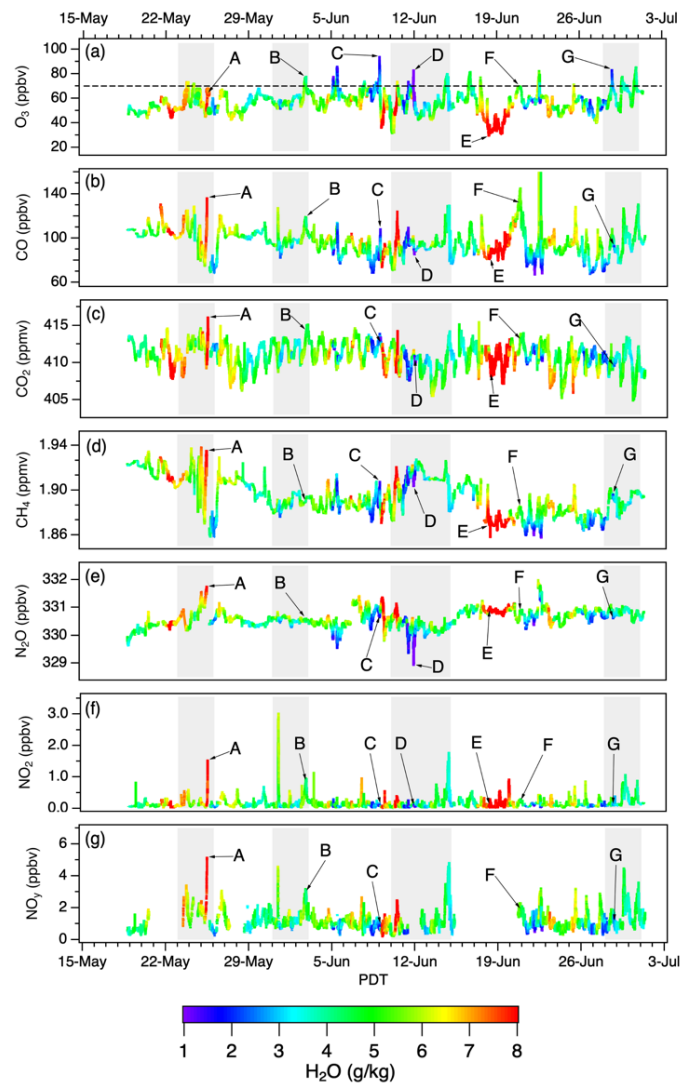 15-May 22-May 29-May 5-Jun 12-Jun 19-Jun 26-Jun 3-Jul
(a)
O3 (ppbv)
100
80
60
40
20
A B C D E F G
(b)
CO (ppbv)
140
100
60
A B C D E F G
(c)
CO2 (ppmv)
415
410
405
A B C D E F G
(d)
CH4 (ppmv)
1.94
1.90
1.86
A B C D E F G
(e)
N2O (ppbv)
332
331
330
329
A B C D E F G
(f)
NO2 (ppbv)
3.0
2.0
1.0
0.0
A B C D E F G
(g)
NOy (ppbv)
6
4
2
0
A B C F G
15-May 22-May 29-May 5-Jun 12-Jun 19-Jun 26-Jun 3-Jul
PDT
1 2 3 4 5 6 7 8
H2O (g/kg)